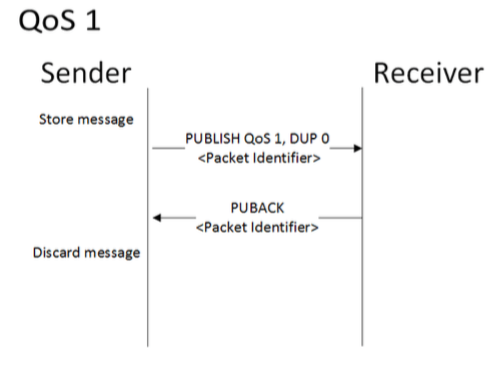 QoS 1
Sender
Receiver
Store message
PUBLISH QoS 1, DUP 0
<Packet Identifier>
PUBACK
<Packet Identifier>
Discard message